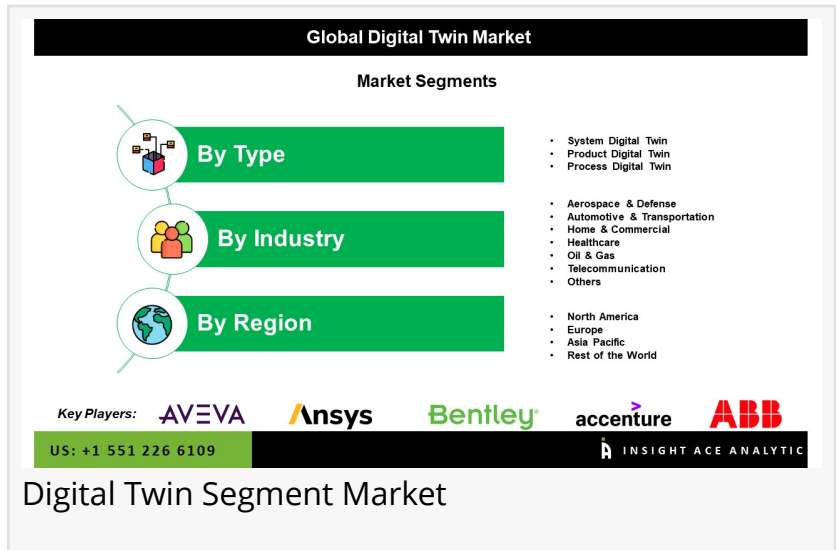 Global Digital Twin Market
Market Segments
By Type
• System Digital Twin
• Product Digital Twin
• Process Digital Twin
By Industry
• Aerospace & Defense
• Automotive & Transportation
• Home & Commercial
• Healthcare
• Oil & Gas
• Telecommunication
• Others
By Region
• North America
• Europe
• Asia Pacific
• Rest of the World
Key Players: AVEVA Ansys Bentley® accenture ABB
US: +1 551 226 6109 INSIGHT ACE ANALYTIC
Digital Twin Segment Market